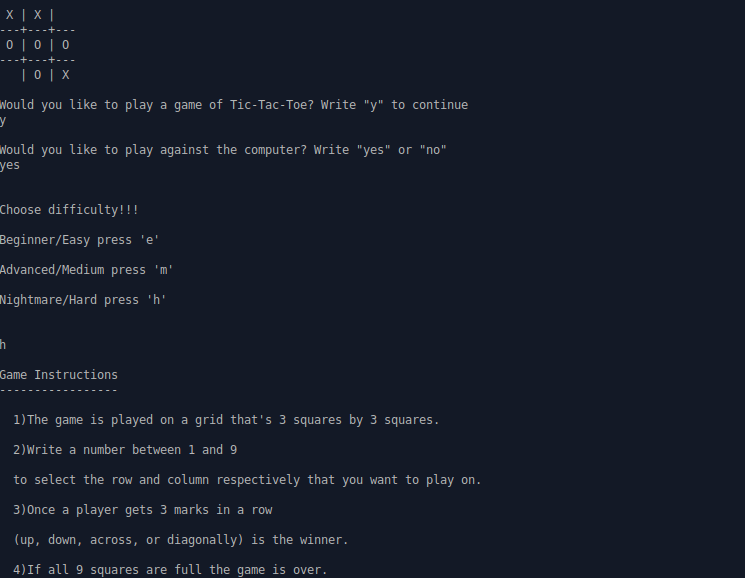 X | X |
---+---+---
O | O | O
---+---+---
  | O | X
Would you like to play a game of Tic-Tac-Toe? Write "y" to continue
y
Would you like to play against the computer? Write "yes" or "no"
yes
Choose difficulty!!!
Beginner/Easy press 'e'
Advanced/Medium press 'm'
Nightmare/Hard press 'h'
h
Game Instructions
-----------------
1)The game is played on a grid that's 3 squares by 3 squares.
2)Write a number between 1 and 9
to select the row and column respectively that you want to play on.
3)Once a player gets 3 marks in a row
(up, down, across, or diagonally) is the winner.
4)If all 9 squares are full the game is over.